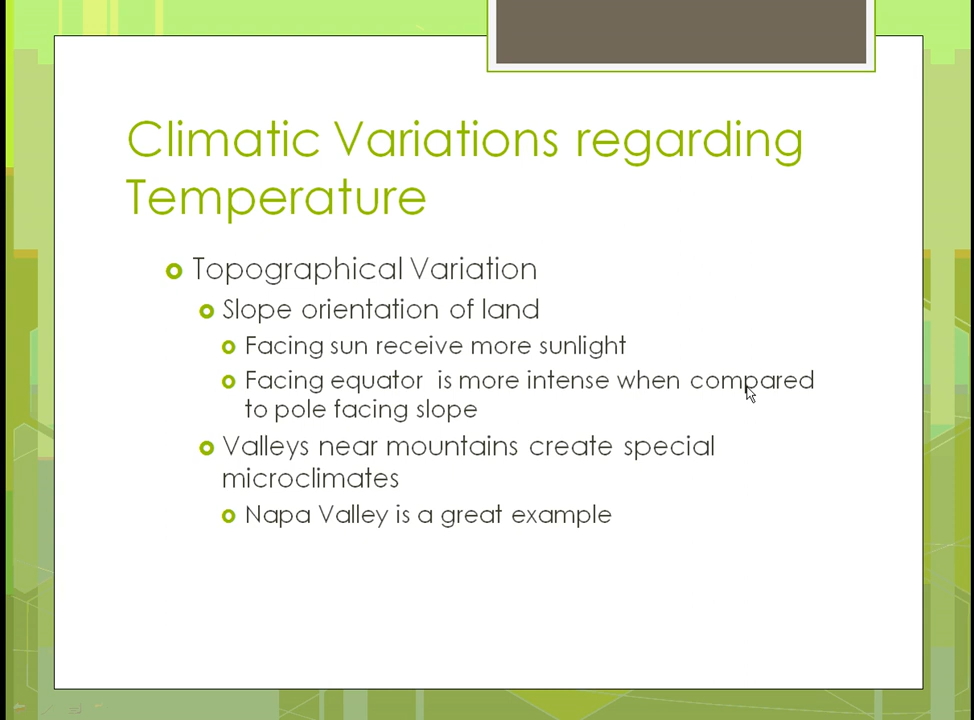 Climatic Variations regarding
Temperature
Topographical Variation
Slope orientation of land
Facing sun receive more sunlight
Facing equator is more intense when compared
to pole facing slope
Valleys near mountains create special
microclimates
Napa Valley is a great example